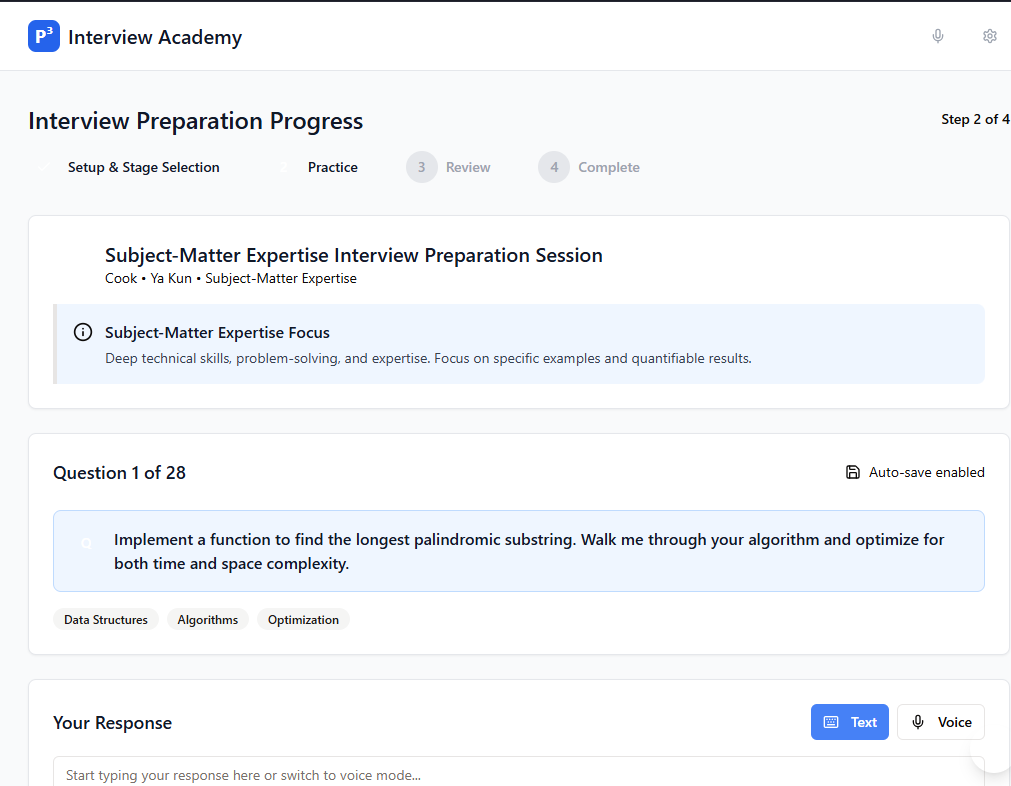 P³ Interview Academy
Interview Preparation Progress
Step 2 of 4
Setup & Stage Selection
2 Practice
3 Review
4 Complete
Subject-Matter Expertise Interview Preparation Session
Cook • Ya Kun • Subject-Matter Expertise
Subject-Matter Expertise Focus
Deep technical skills, problem-solving, and expertise. Focus on specific examples and quantifiable results.
Question 1 of 28
Auto-save enabled
Q
Implement a function to find the longest palindromic substring. Walk me through your algorithm and optimize for
both time and space complexity.
Data Structures
Algorithms
Optimization
Your Response
Text
Voice
Start typing your response here or switch to voice mode...